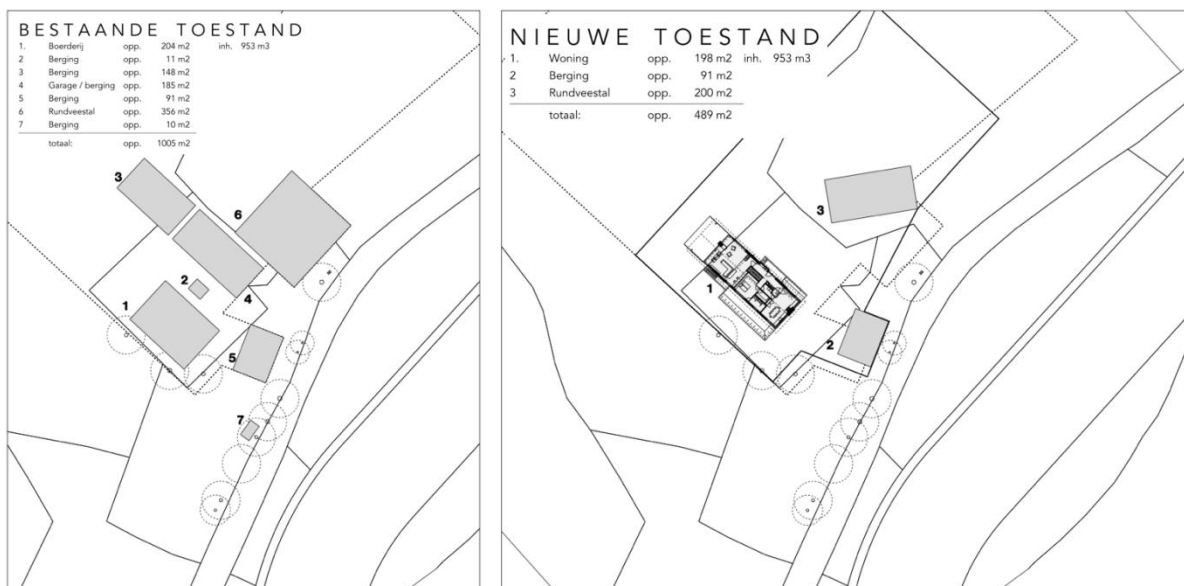 BESTAANDE TOESTAND
1. Boerderij opp. 204 m2 inh. 953 m3
2 Berging opp. 11 m2
3 Berging opp. 148 m2
4 Garage / berging opp. 185 m2
5 Berging opp. 91 m2
6 Rundveestal opp. 356 m2
7 Berging opp. 10 m2
totaal: opp. 1005 m2
3
6
2
4
1
5
7
NIEUWE TOESTAND
1. Woning opp. 198 m2 inh. 953 m3
2 Berging opp. 91 m2
3 Rundveestal opp. 200 m2
totaal: opp. 489 m2
3
1
2